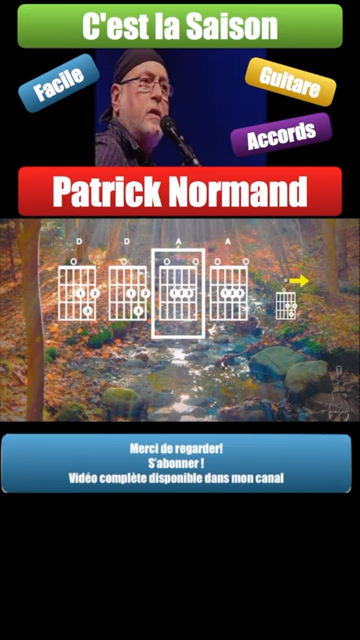 C'est la Saison
Facile
Guitare
Accords
Patrick Normand
D D A A
Merci de regarder!
S'abonner !
Vidéo complète disponible dans mon canal